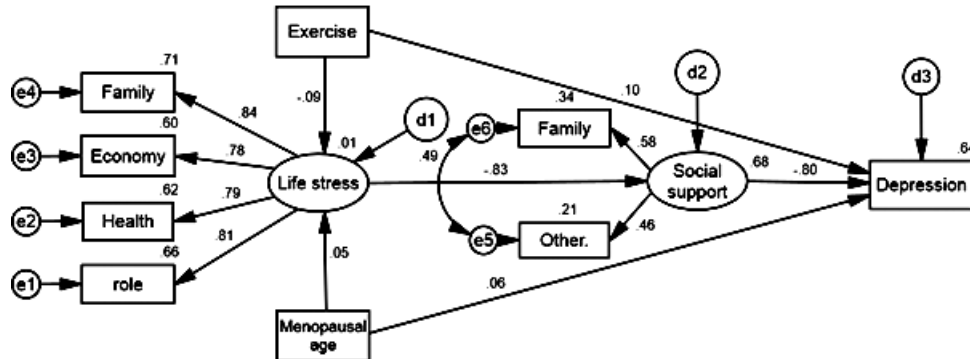 Exercise
d2
d3
.71
-.09
.34
.10
e4
Family
.84
d1
e6
Family
.58
.64
.60
.01
.49
e3
Economy
.78
Life stress
-.83
Social
support
.68
-.80
Depression
.62
.79
.21
.46
e2
Health
e5
Other.
.81
.66
.05
.06
e1
role
Menopausal
age